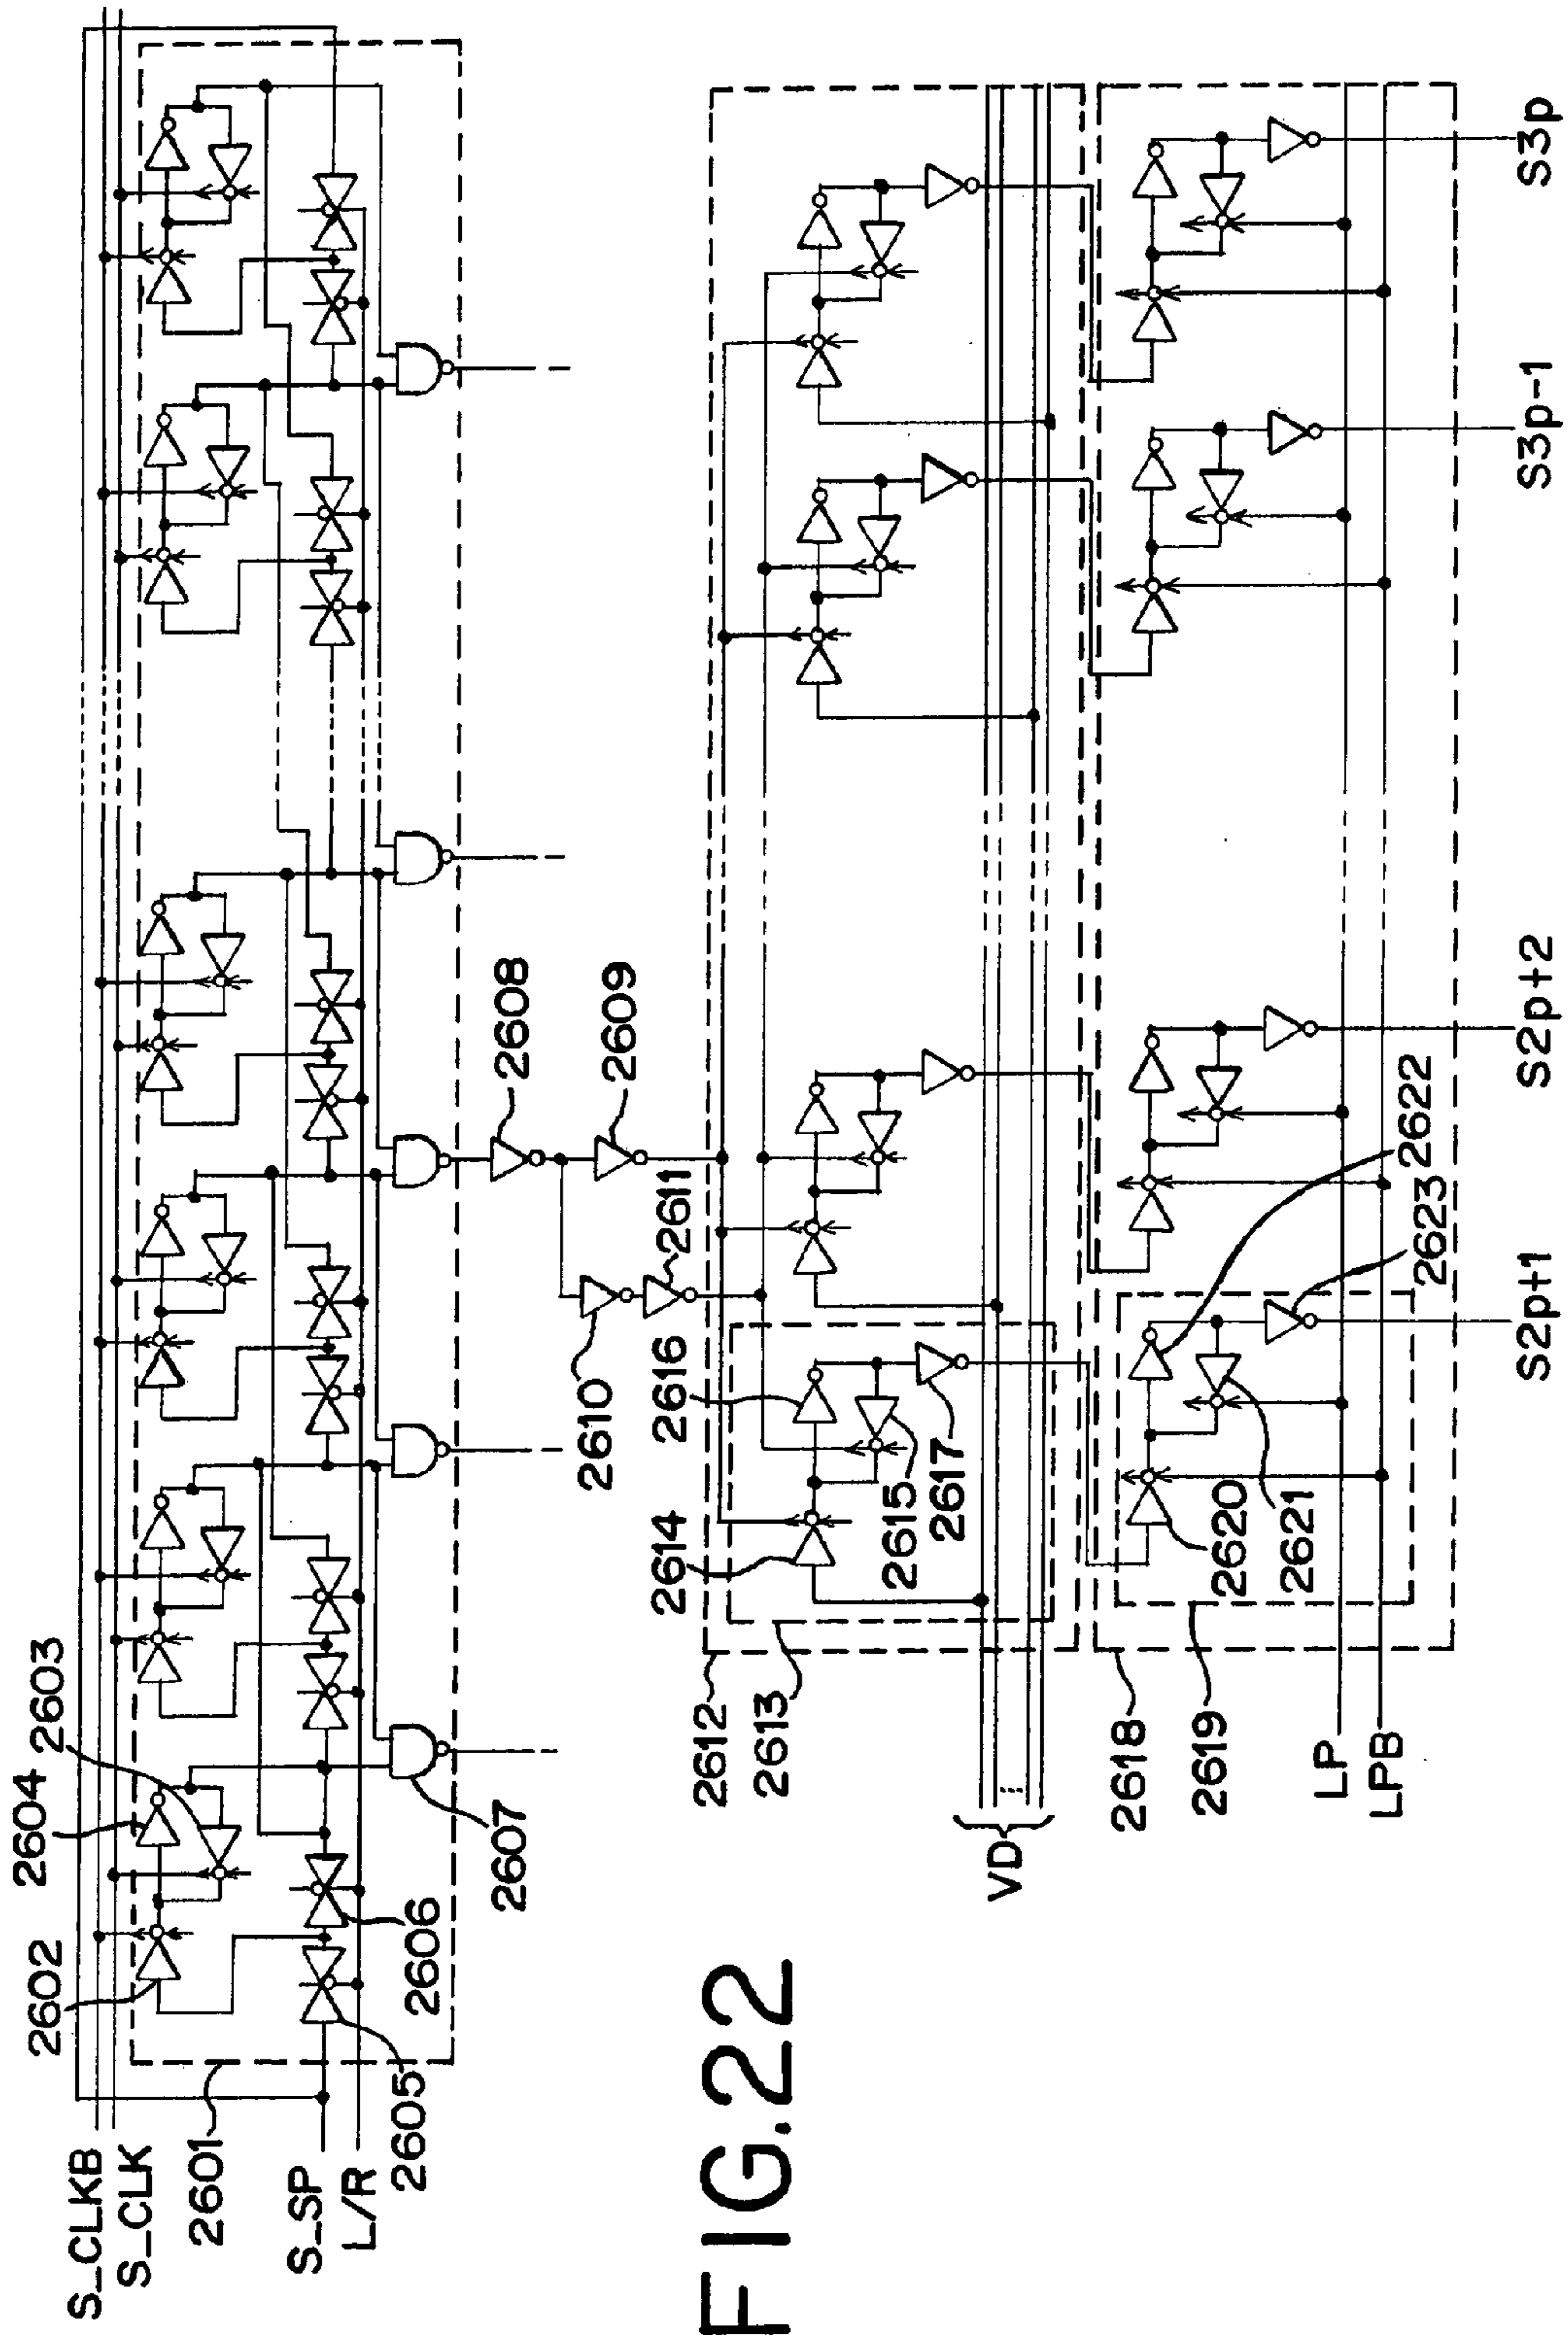 S_CLKB
S_CLK
2601
S_SP
L/R
2605
2602
2604
2603
2606
2607
2608
2609
2610
2611
2612
2613
2614
2616
2615
2617
VD
2618
2619
2620
2621
2622
2623
LP
LPB
S2p+1
S2p+2
S3p-1
S3p
FIG.22